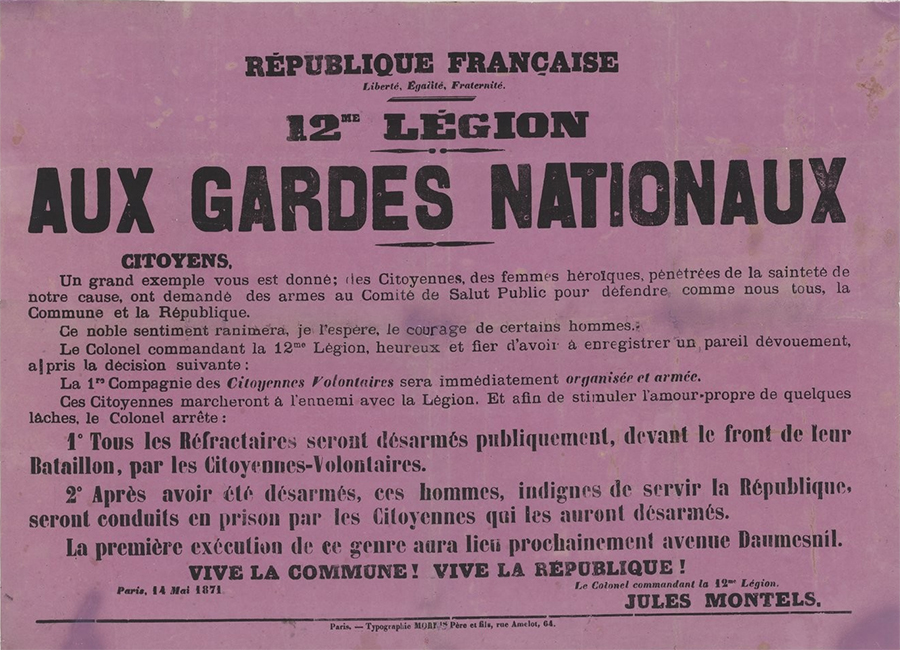 RÉPUBLIQUE FRANÇAISE
Liberté, Égalité, Fraternité.
12ME LÉGION
AUX GARDES NATIONAUX
CITOYENS,
Un grand exemple vous est donné; des Citoyennes, des femmes héroïques, pénétrées de la sainteté de
notre cause, ont demandé des armes au Comité de Salut Public pour défendre comme nous tous, la
Commune et la République.
Ce noble sentiment ranimera, je l'espère, le courage de certains hommes.
Le Colonel commandant la 12me Légion, heureux et fier d'avoir à enregistrer un pareil dévouement,
a pris la décision suivante :
La 1re Compagnie des Citoyennes Volontaires sera immédiatement organisée et armée.
Ces Citoyennes marcheront à l'ennemi avec la Légion. Et afin de stimuler l'amour-propre de quelques
lâches, le Colonel arrête :
1° Tous les Réfractaires seront désarmés publiquement, devant le front de leur
Bataillon, par les Citoyennes-Volontaires.
2° Après avoir été désarmés, ces hommes, indignes de servir la République,
seront conduits en prison par les Citoyennes qui les auront désarmés.
La première exécution de ce genre aura lieu prochainement avenue Daumesnil.
VIVE LA COMMUNE! VIVE LA RÉPUBLIQUE!
Paris, 14 Mai 1871
Le Colonel commandant la 12me Légion.
JULES MONTELS.
Paris. — Typographie MORRIS Père et fils, rue Amelot, 64.